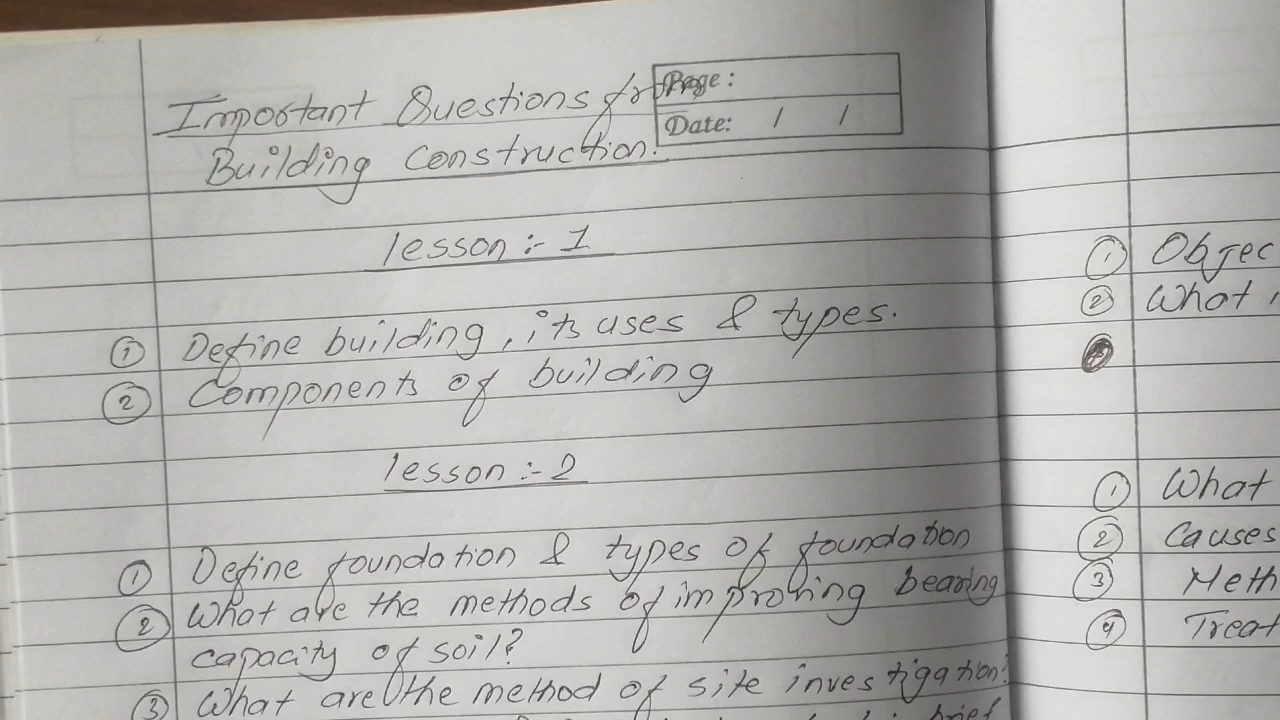 Important Questions from
Page:
Date: / /
Building Construction.
lesson :- 1
① Define building, its uses & types.
② Components of building
lesson :- 2
① Define foundation & types of foundation
② What are the methods of improving bearing
capacity of soil?
③ What are the method of site investigation?
brief
① Objec
② What
① What
② Causes
③ Meth
④ Treat